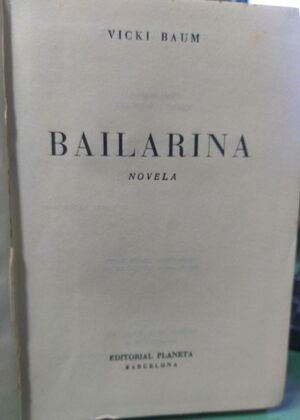 VICKI BAUM
BAILARINA
NOVELA
EDITORIAL PLANETA
BARCELONA